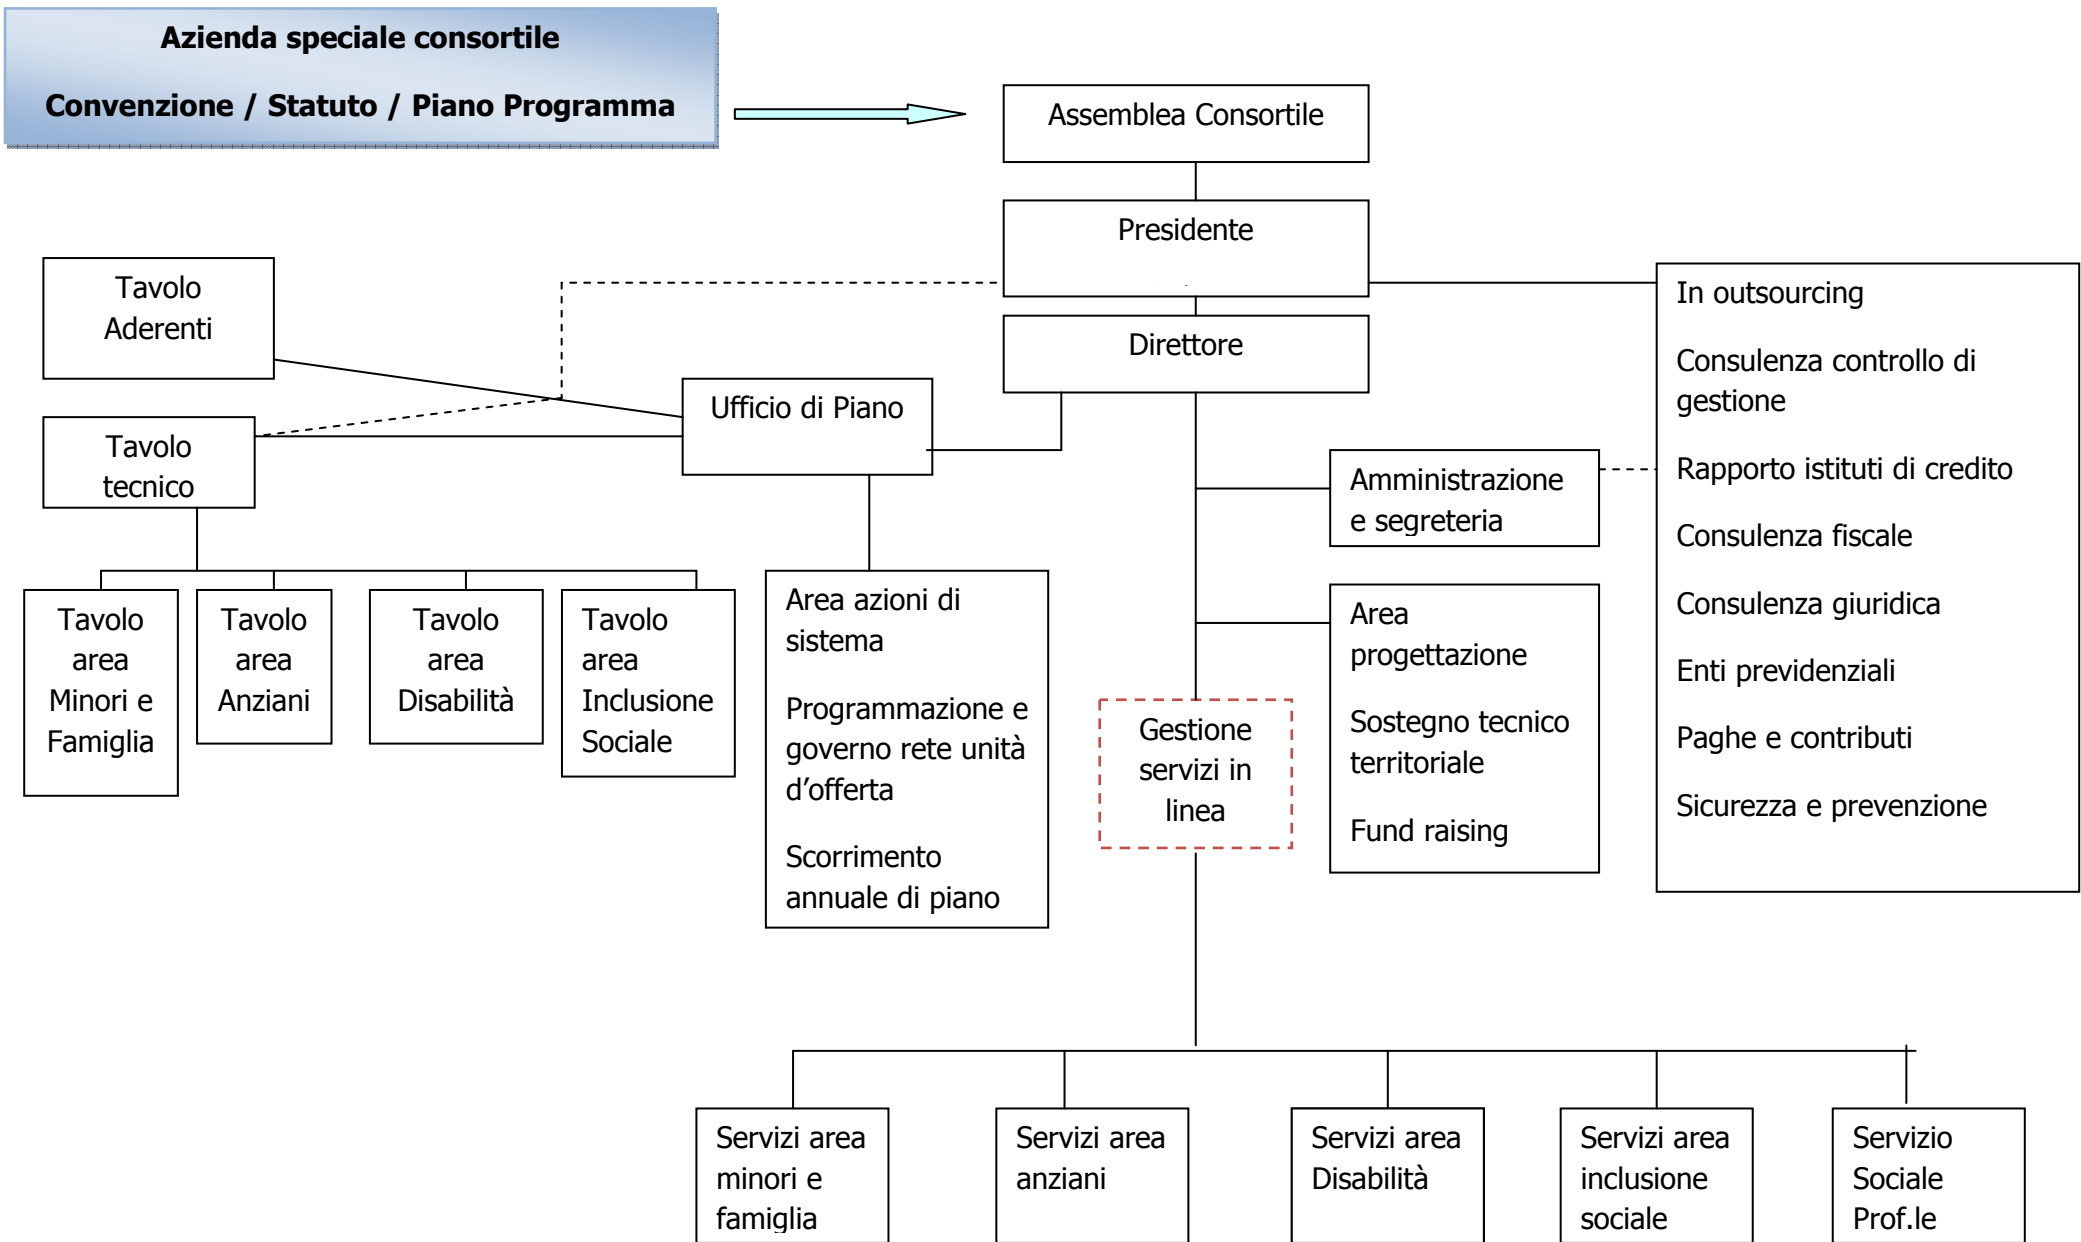 Azienda speciale consortile
Convenzione / Statuto / Piano Programma
Assemblea Consortile
Presidente
Direttore
Tavolo
Aderenti
Tavolo
tecnico
Ufficio di Piano
In outsourcing
Consulenza controllo di
gestione
Rapporto istituti di credito
Consulenza fiscale
Consulenza giuridica
Enti previdenziali
Paghe e contributi
Sicurezza e prevenzione
Amministrazione
e segreteria
Tavolo
area
Minori e
Famiglia
Tavolo
area
Anziani
Tavolo
area
Disabilità
Tavolo
area
Inclusione
Sociale
Area azioni di
sistema
Programmazione e
governo rete unità
d’offerta
Scorrimento
annuale di piano
Gestione
servizi in
linea
Area
progettazione
Sostegno tecnico
territoriale
Fund raising
Servizi area
minori e
famiglia
Servizi area
anziani
Servizi area
Disabilità
Servizi area
inclusione
sociale
Servizio
Sociale
Prof.le